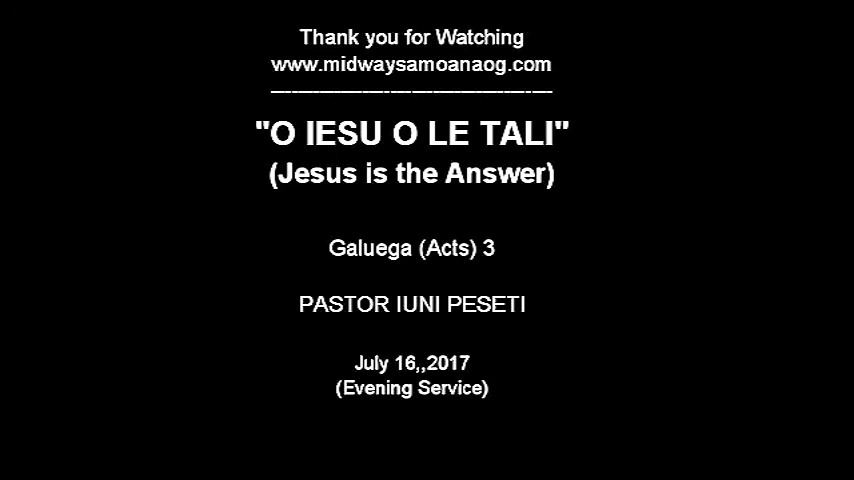 Thank you for Watching
www.midwaysamoanaog.com
----------------------------------------
"O IESU O LE TALI"
(Jesus is the Answer)
Galuega (Acts) 3
PASTOR IUNI PESETI
July 16,,2017
(Evening Service)